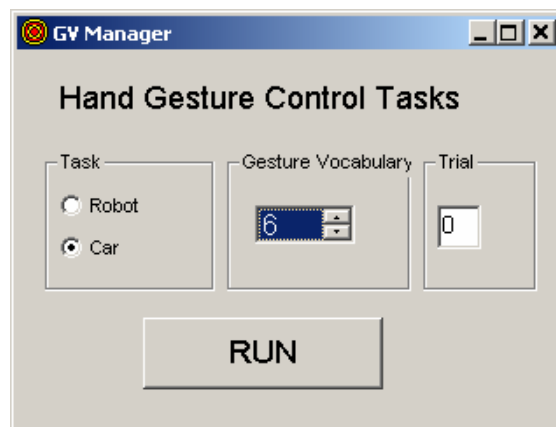 GV Manager
Hand Gesture Control Tasks
Task
Gesture Vocabulary
Trial
Robot
6
0
Car
RUN